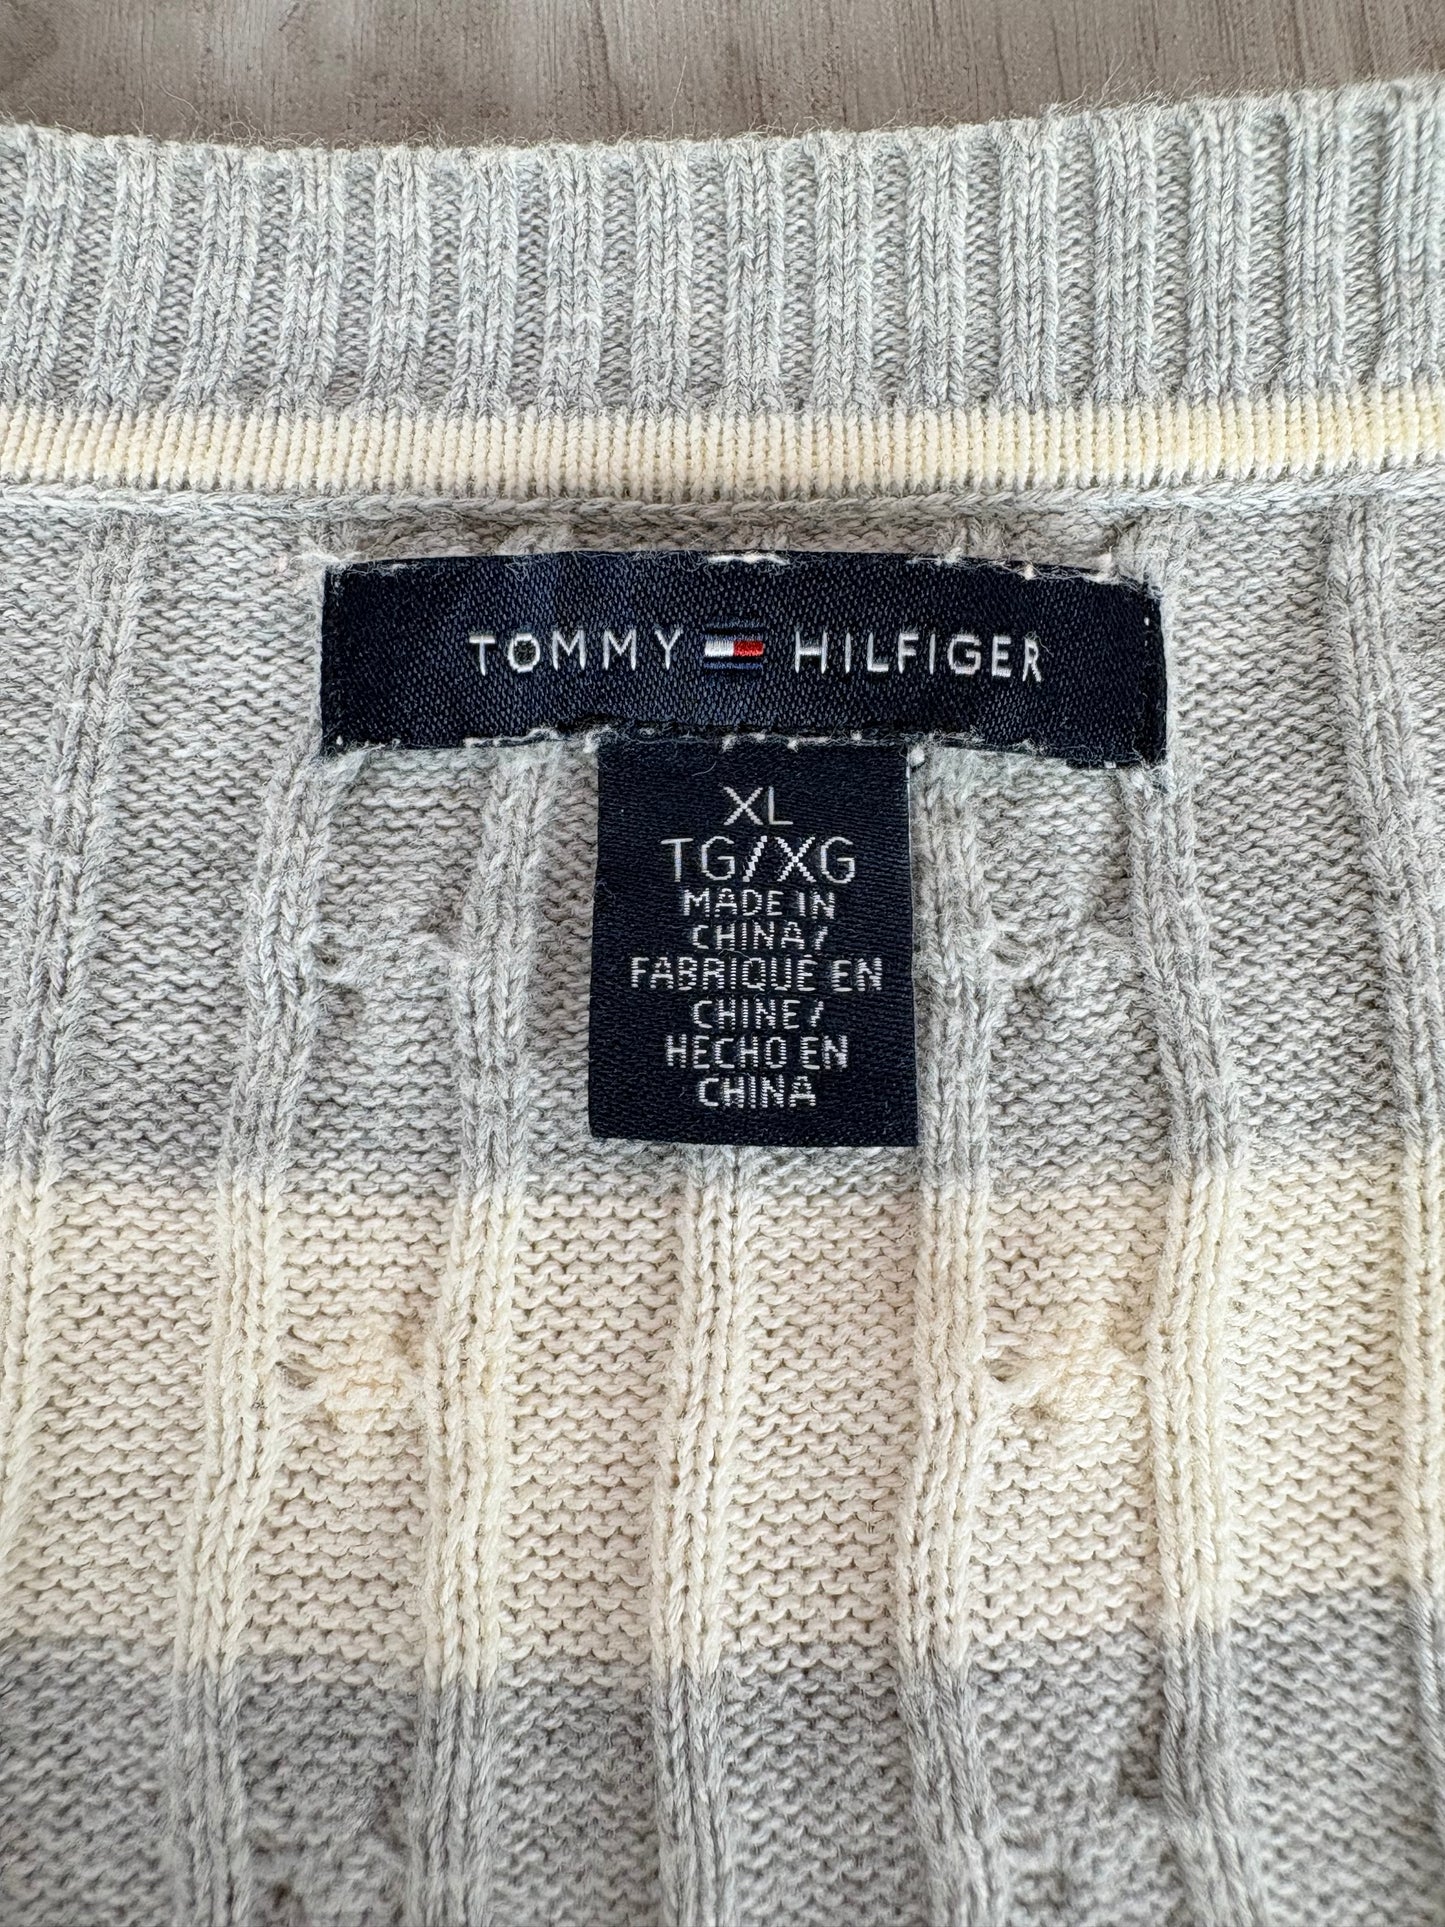 TOMMY HILFIGER
XL
TG/XG
MADE IN
CHINA/
FABRIQUÉ EN
CHINE/
HECHO EN
CHINA